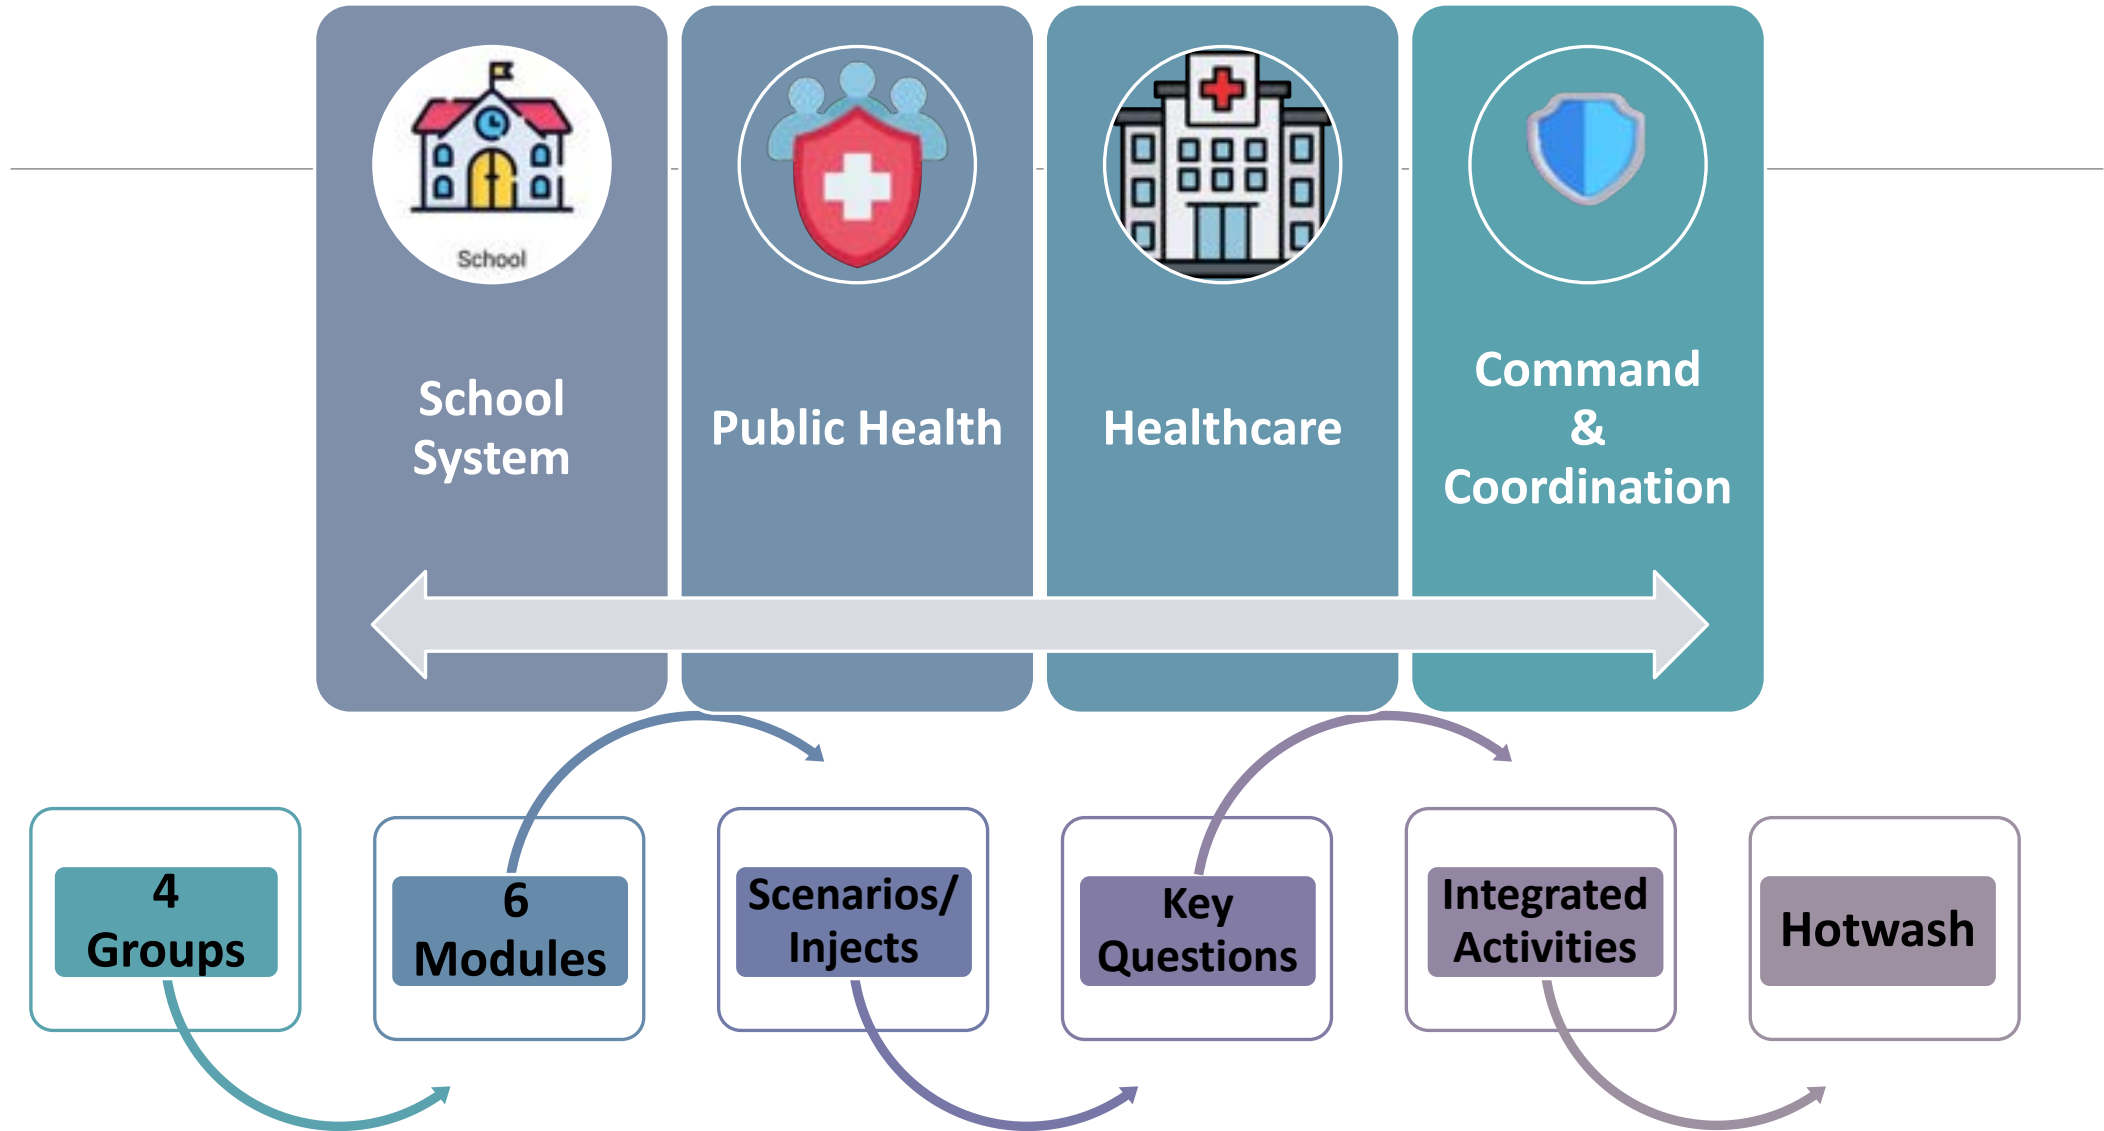 School
School
System
Public Health
Healthcare
Command
&
Coordination
4
Groups
6
Modules
Scenarios/
Injects
Key
Questions
Integrated
Activities
Hotwash